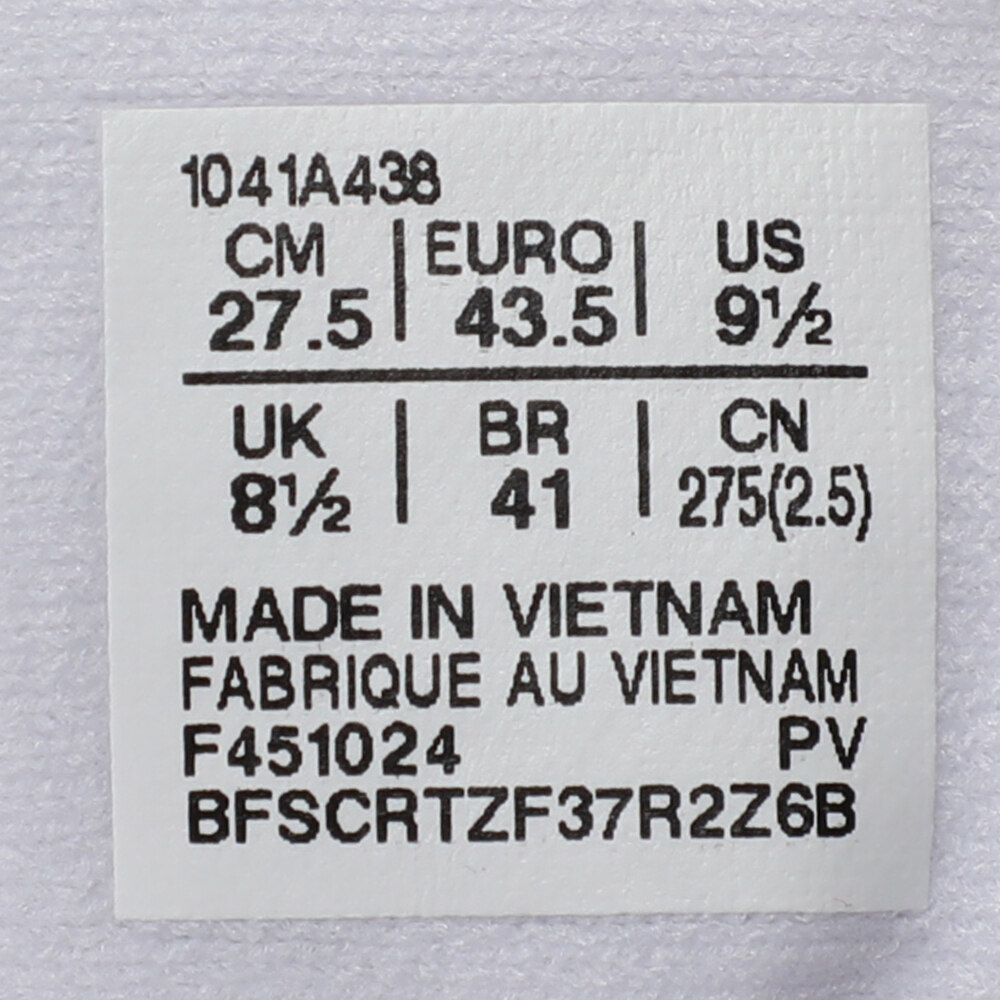 1041A438
CM | EURO | US
27.5 | 43.5 | 9½
UK | BR | CN
8½ | 41 | 275(2.5)
MADE IN VIETNAM
FABRIQUE AU VIETNAM
F451024 PV
BFSCRTZF37R2Z6B